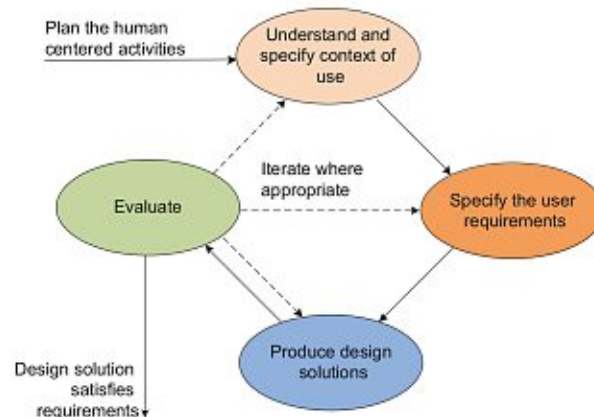 Plan the human
centered activities
Understand and
specify context of
use
Iterate where
appropriate
Evaluate
Specify the user
requirements
Produce design
solutions
Design solution
satisfies
requirements